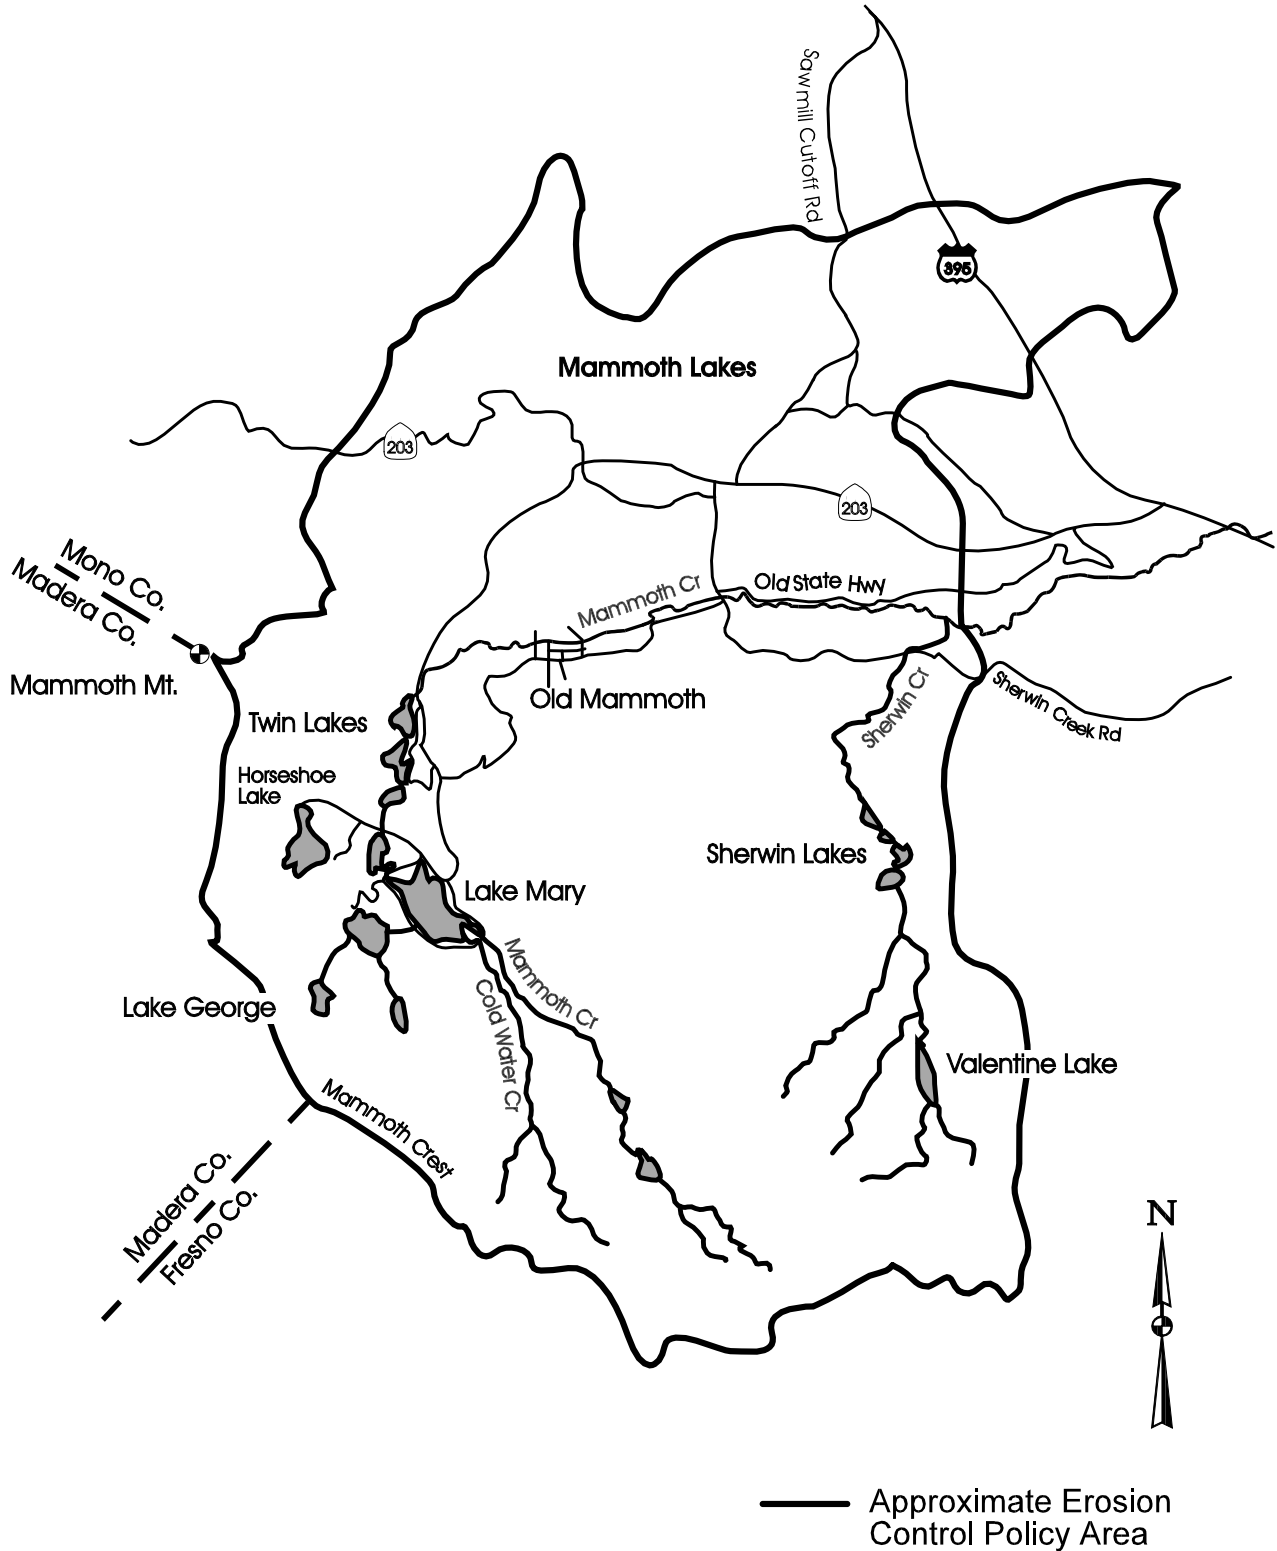 Sawmill Cutoff Rd
395
Mammoth Lakes
203
203
Mono Co.
Madera Co.
Old State Hwy
Mammoth Cr
Mammoth Mt.
Old Mammoth
Sherwin Cr
Sherwin Creek Rd
Twin Lakes
Horseshoe
Lake
Sherwin Lakes
Lake Mary
Mammoth Cr
Cold Water Cr
Lake George
Valentine Lake
Mammoth Crest
Madera Co.
Fresno Co.
N
Approximate Erosion
Control Policy Area